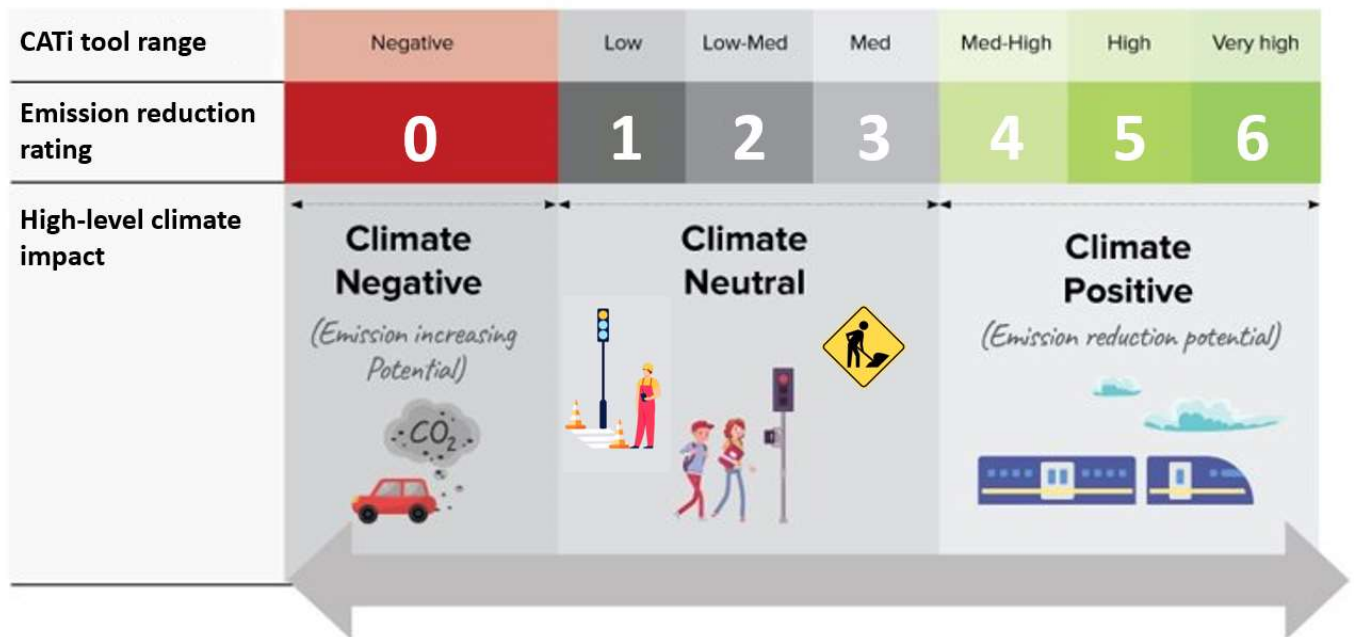 CATi tool range
Negative
Low
Low-Med
Med
Med-High
High
Very high
Emission reduction
rating
0
1
2
3
4
5
6
High-level climate
impact
Climate
Negative
(Emission increasing
Potential)
CO2
Climate
Neutral
Climate
Positive
(Emission reduction potential)